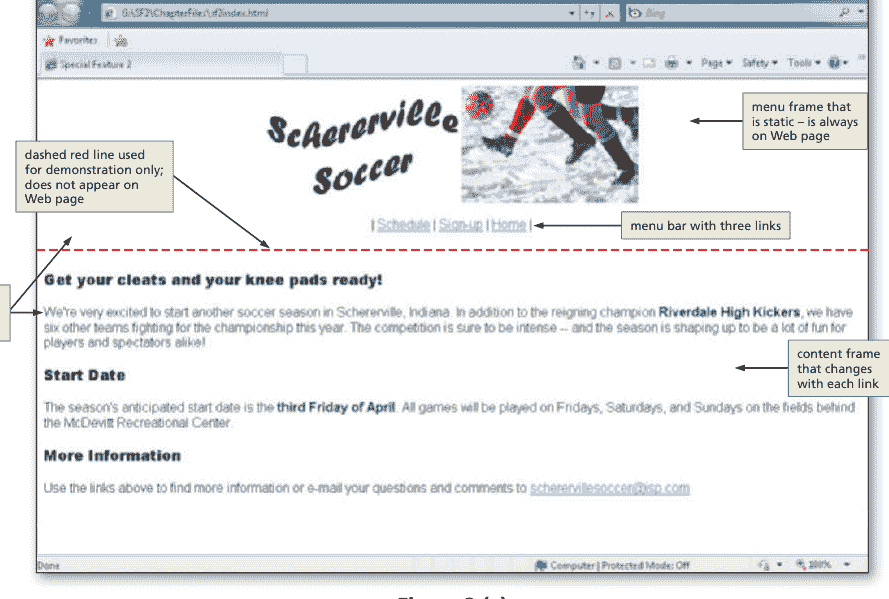 G:\SF2\ChapterFiles\sf2index.html
Bing
Favorites
Special Feature 2
Page Safety Tools
Schererville
Soccer
menu frame that
is static – is always
on Web page
dashed red line used
for demonstration only;
does not appear on
Web page
| Schedule | Sign-up | Home |
menu bar with three links
Get your cleats and your knee pads ready!
We're very excited to start another soccer season in Schererville, Indiana. In addition to the reigning champion Riverdale High Kickers, we have
six other teams fighting for the championship this year. The competition is sure to be intense -- and the season is shaping up to be a lot of fun for
players and spectators alike!
content frame
that changes
with each link
Start Date
The season's anticipated start date is the third Friday of April. All games will be played on Fridays, Saturdays, and Sundays on the fields behind
the McDevitt Recreational Center.
More Information
Use the links above to find more information or e-mail your questions and comments to scherervillesoccer@isp.com
Done
Computer | Protected Mode: Off
100%